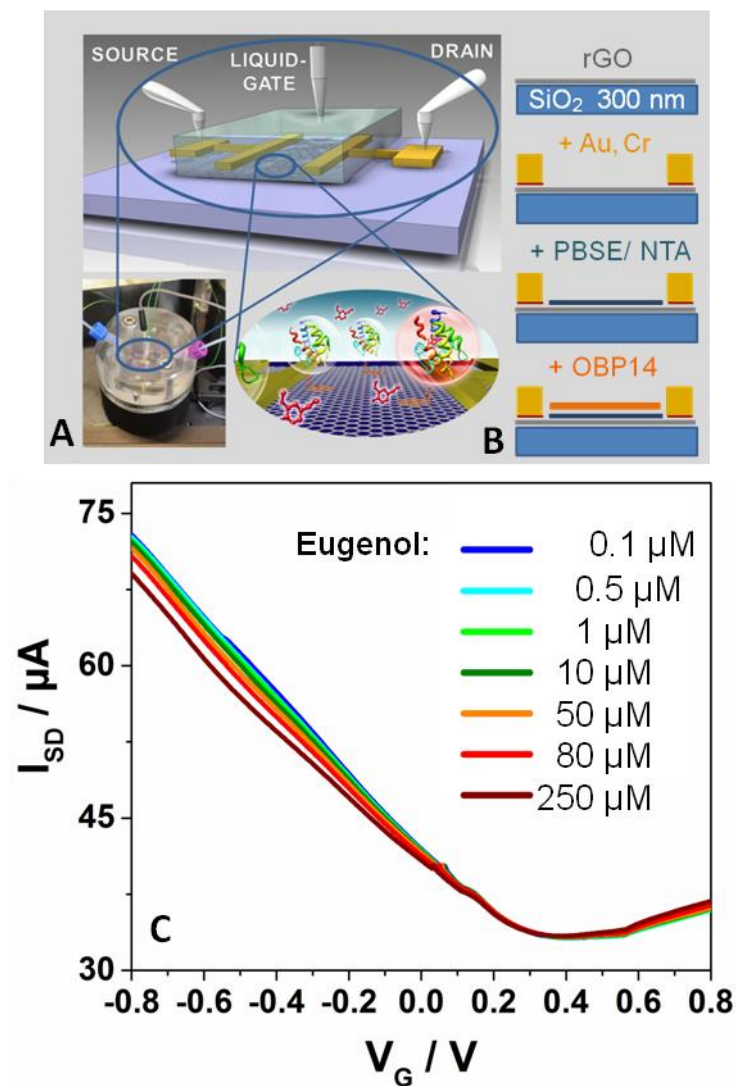 SOURCE
LIQUID-
GATE
DRAIN
A
rGO
SiO₂ 300 nm
+ Au, Cr
+ PBSE/ NTA
+ OBP14
B
75
60
45
30
I_SD / µA
Eugenol:
0.1 µM
0.5 µM
1 µM
10 µM
50 µM
80 µM
250 µM
C
-0.8 -0.6 -0.4 -0.2 0.0 0.2 0.4 0.6 0.8
V_G / V